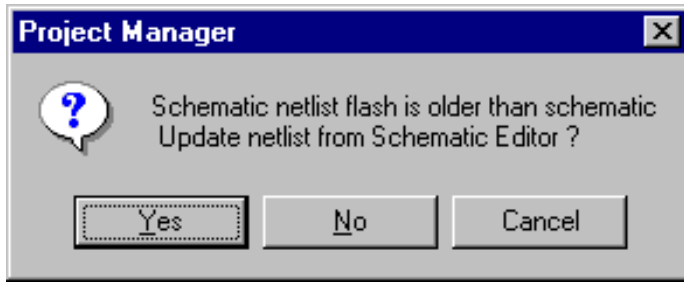 Project Manager
Schematic netlist flash is older than schematic
Update netlist from Schematic Editor ?
Yes
No
Cancel